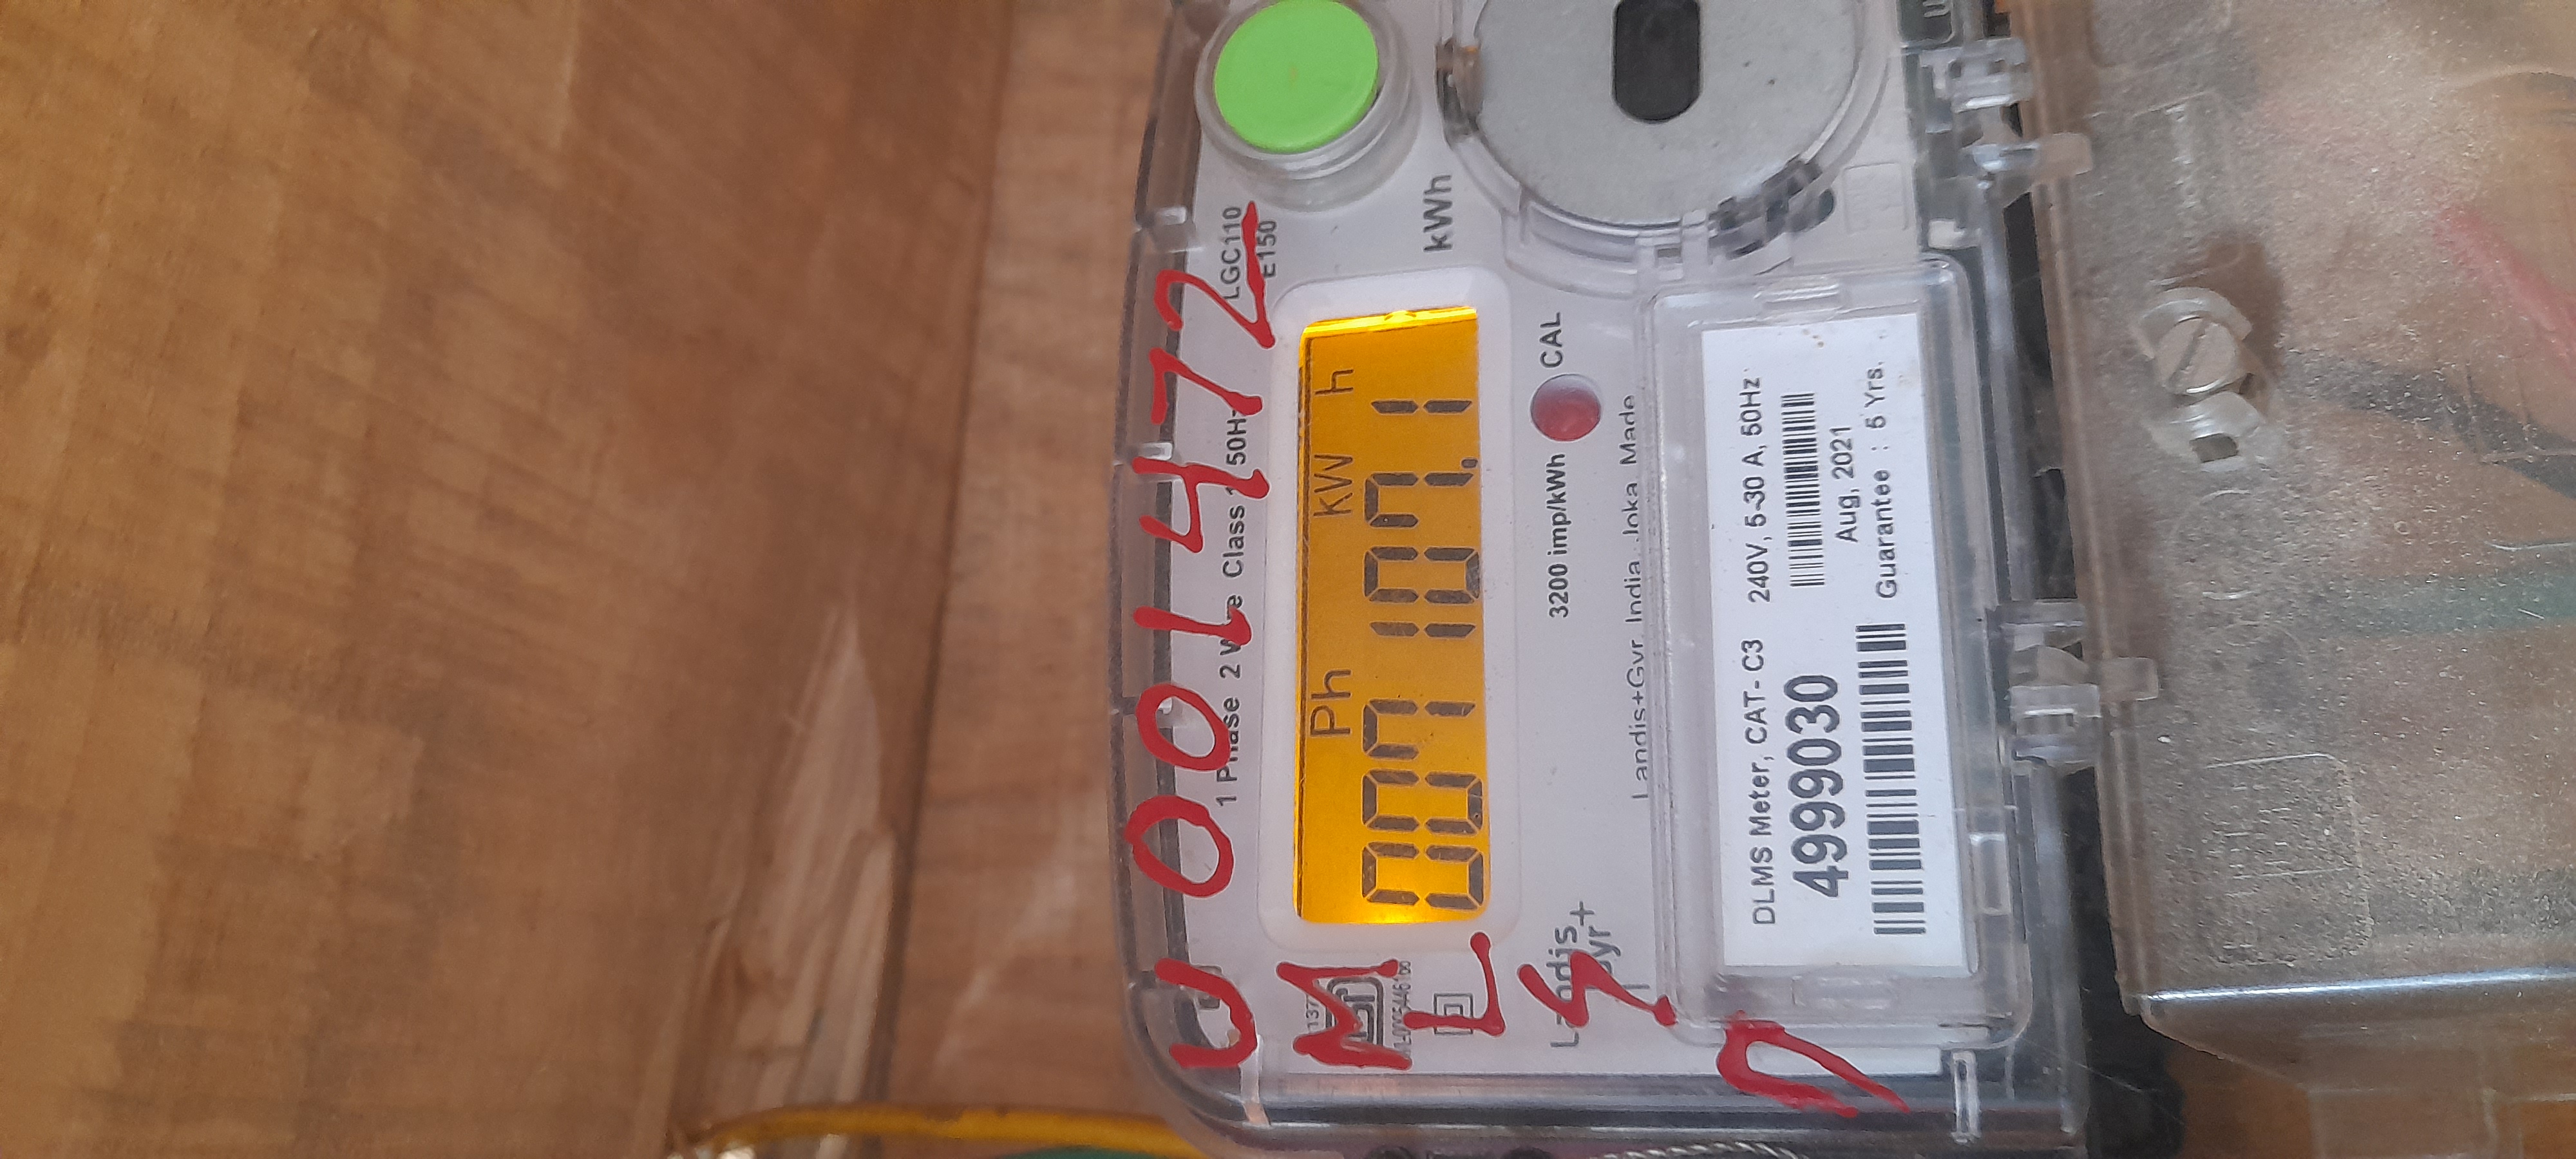 U 001472
LGC110
1 Phase 2 Wire Class 1 50Hz
E150
M
Ph kW h
007107.1
kWh
L
CAL
3200 imp/kWh
Landis+
Gyr+
Landis+Gyr India, Joka Made
DLMS Meter, CAT- C3 240V, 5-30 A, 50Hz
4999030
Aug, 2021
Guarantee : 5 Yrs.